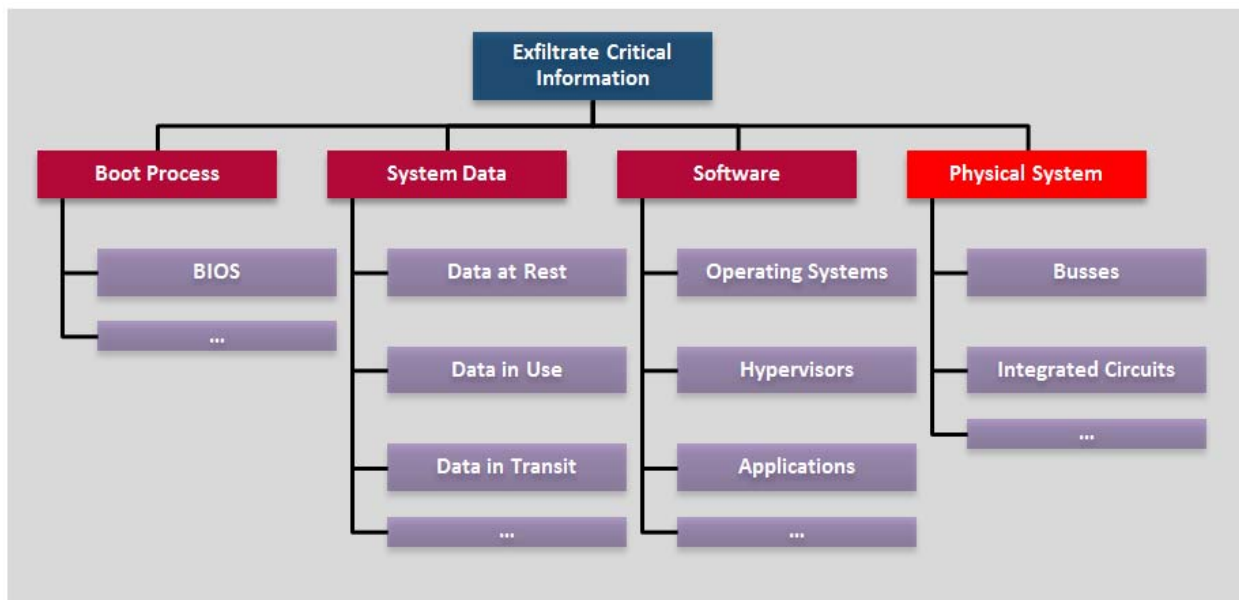 Exfiltrate Critical
Information
Boot Process
System Data
Software
Physical System
BIOS
Data at Rest
Operating Systems
Busses
...
Data in Use
Hypervisors
Integrated Circuits
Data in Transit
Applications
...
...
...